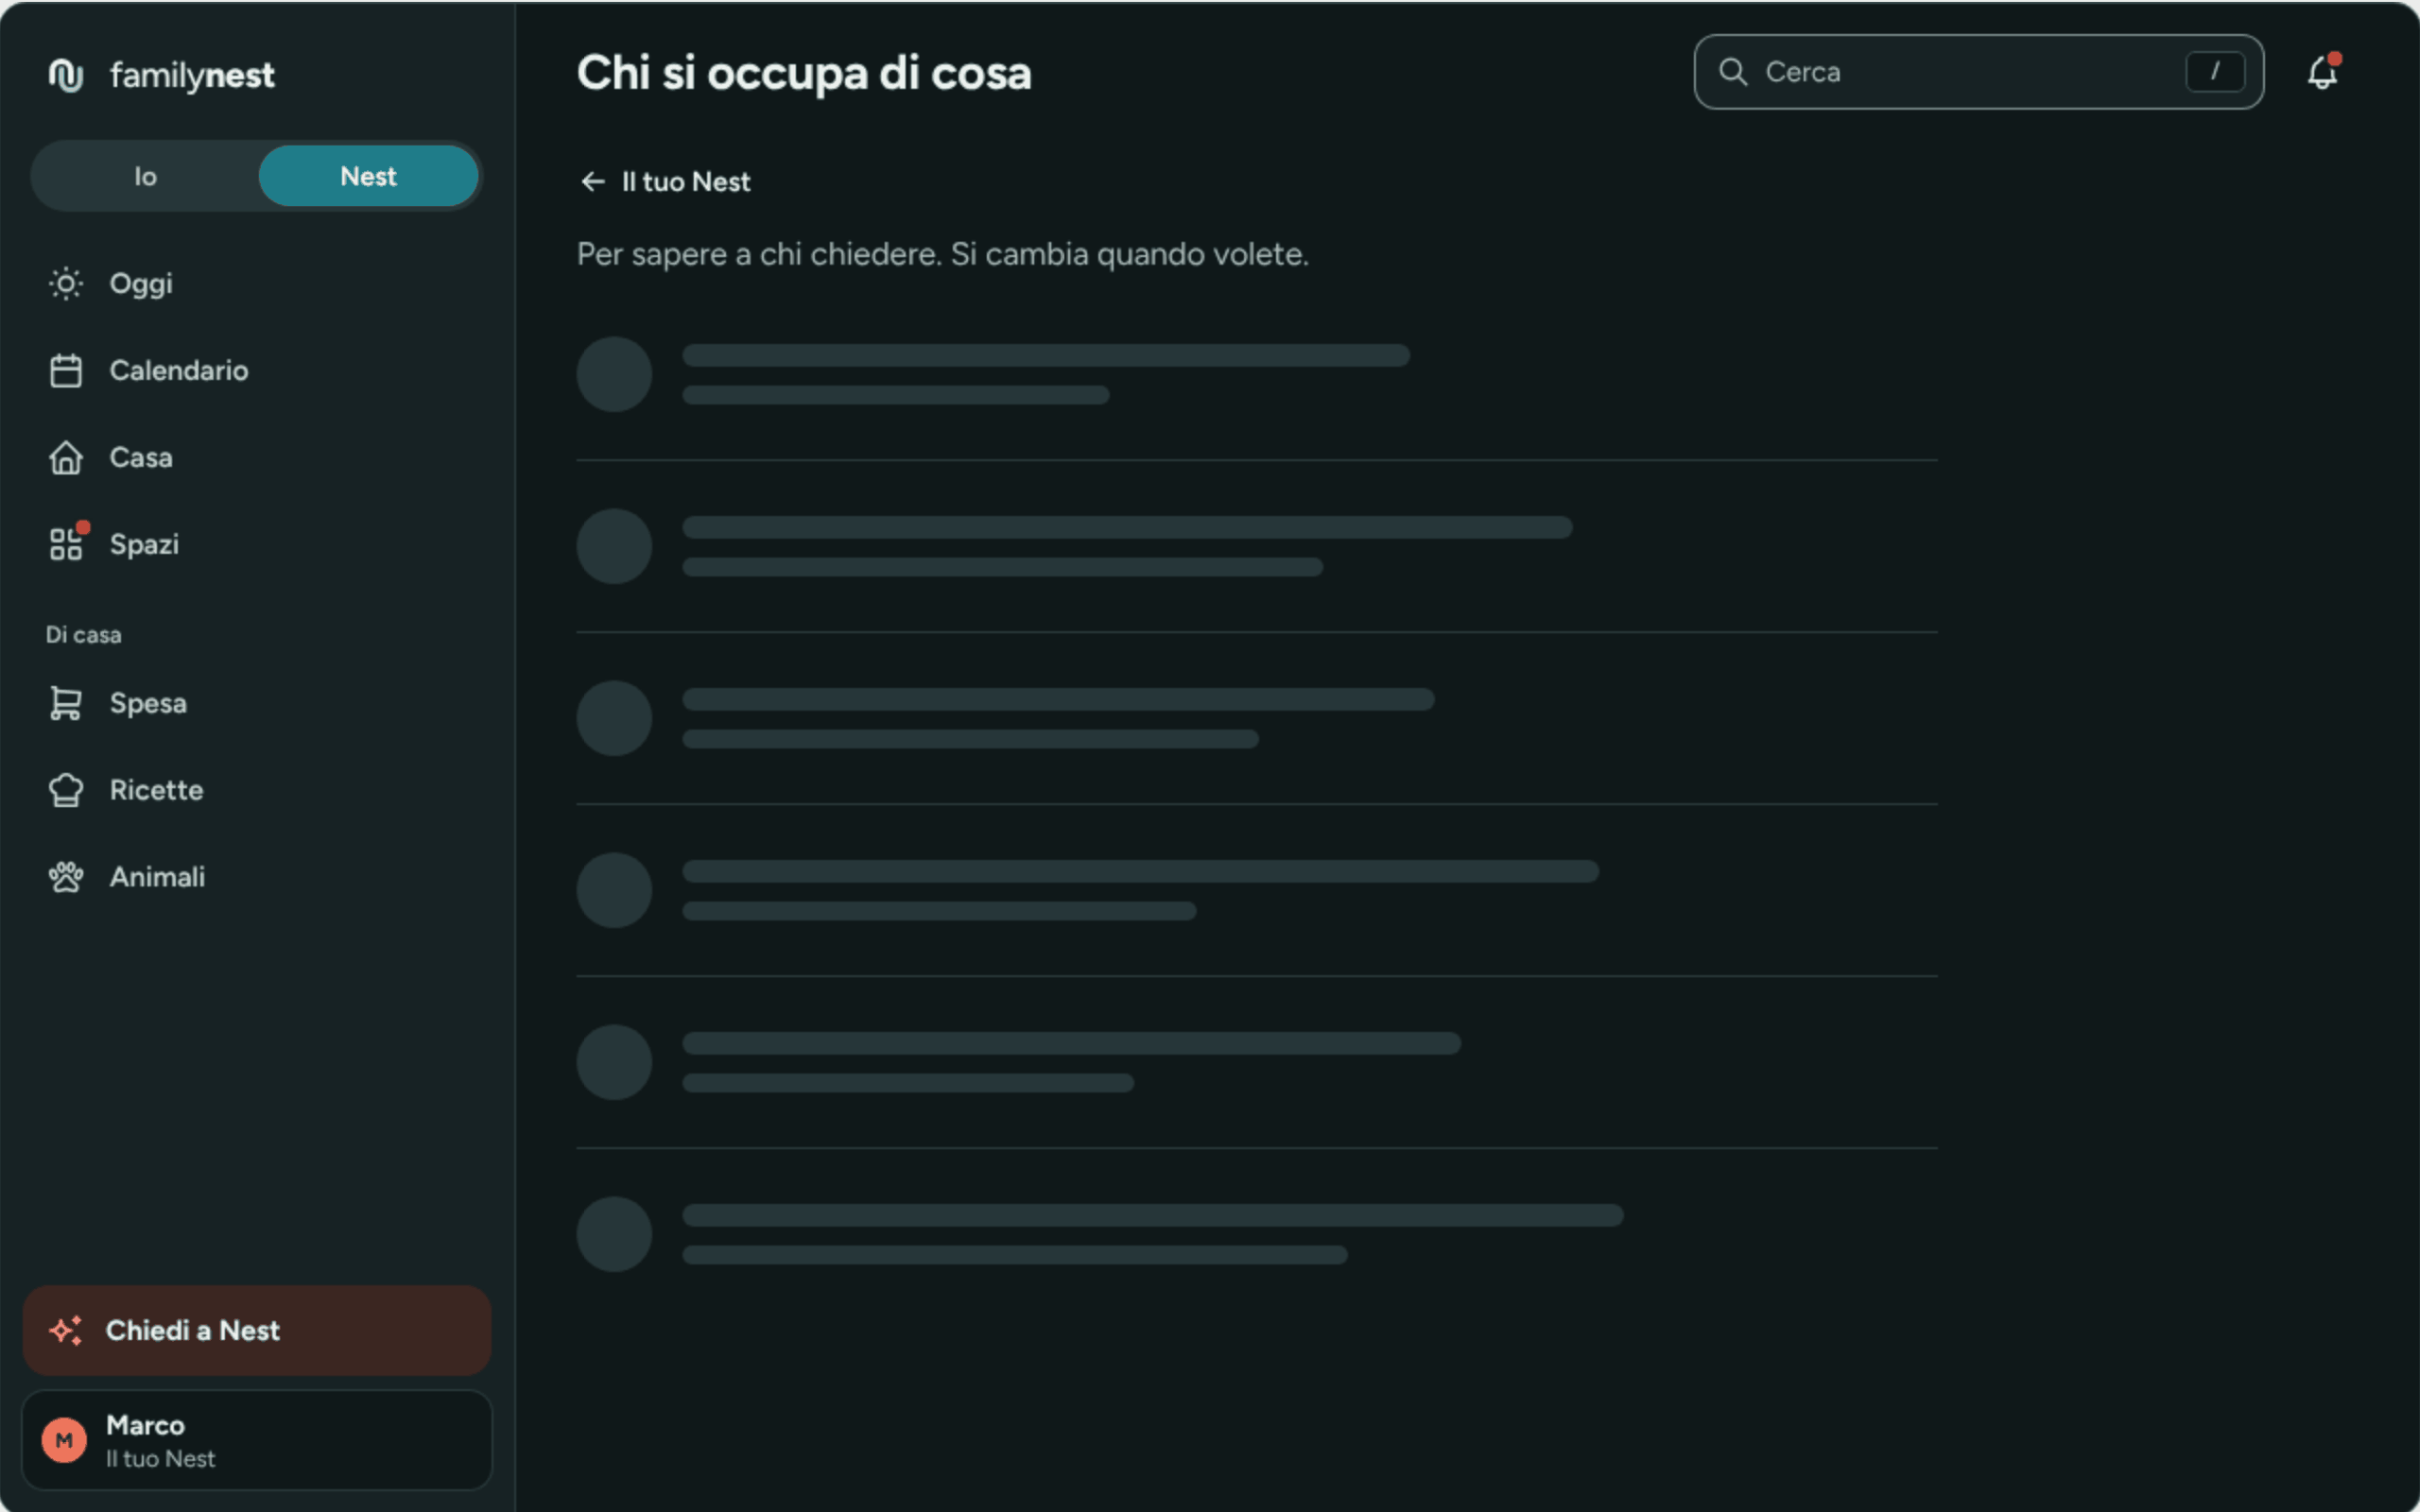 familynest
Io
Nest
Oggi
Calendario
Casa
Spazi
Di casa
Spesa
Ricette
Animali
Chiedi a Nest
M
Marco
Il tuo Nest
Chi si occupa di cosa
Cerca
/
Il tuo Nest
Per sapere a chi chiedere. Si cambia quando volete.